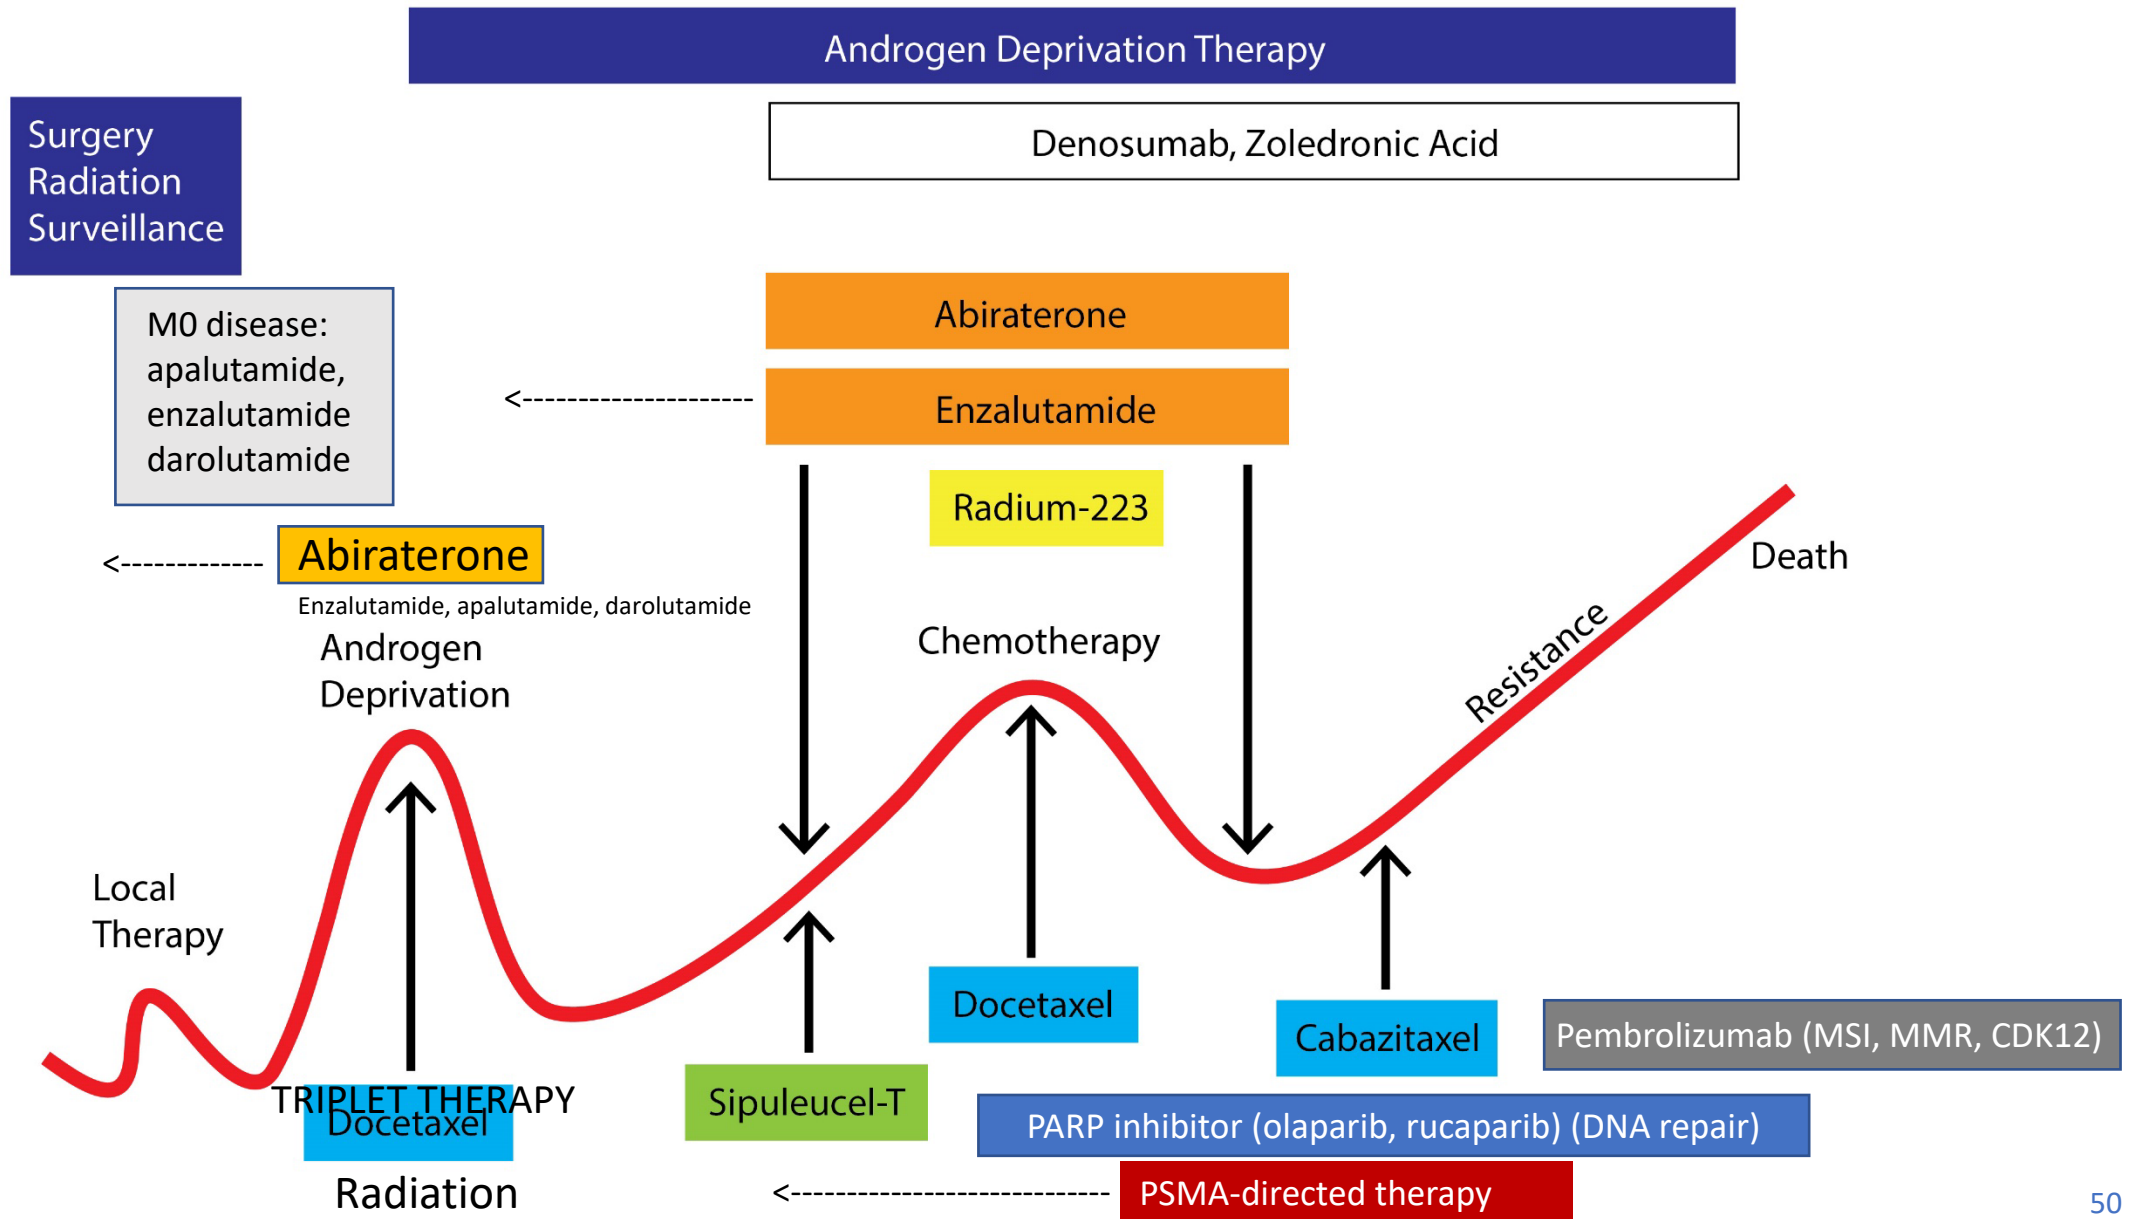 Androgen Deprivation Therapy
Denosumab, Zoledronic Acid
Surgery
Radiation
Surveillance
M0 disease:
apalutamide,
enzalutamide
darolutamide
Abiraterone
Enzalutamide
<---------------------
Radium-223
<-------------
Abiraterone
Enzalutamide, apalutamide, darolutamide
Androgen
Deprivation
Chemotherapy
Death
Resistance
Local
Therapy
Docetaxel
Cabazitaxel
Pembrolizumab (MSI, MMR, CDK12)
Sipuleucel-T
TRIPLET THERAPY
Docetaxel
PARP inhibitor (olaparib, rucaparib) (DNA repair)
Radiation
<-----------------------------
PSMA-directed therapy
50